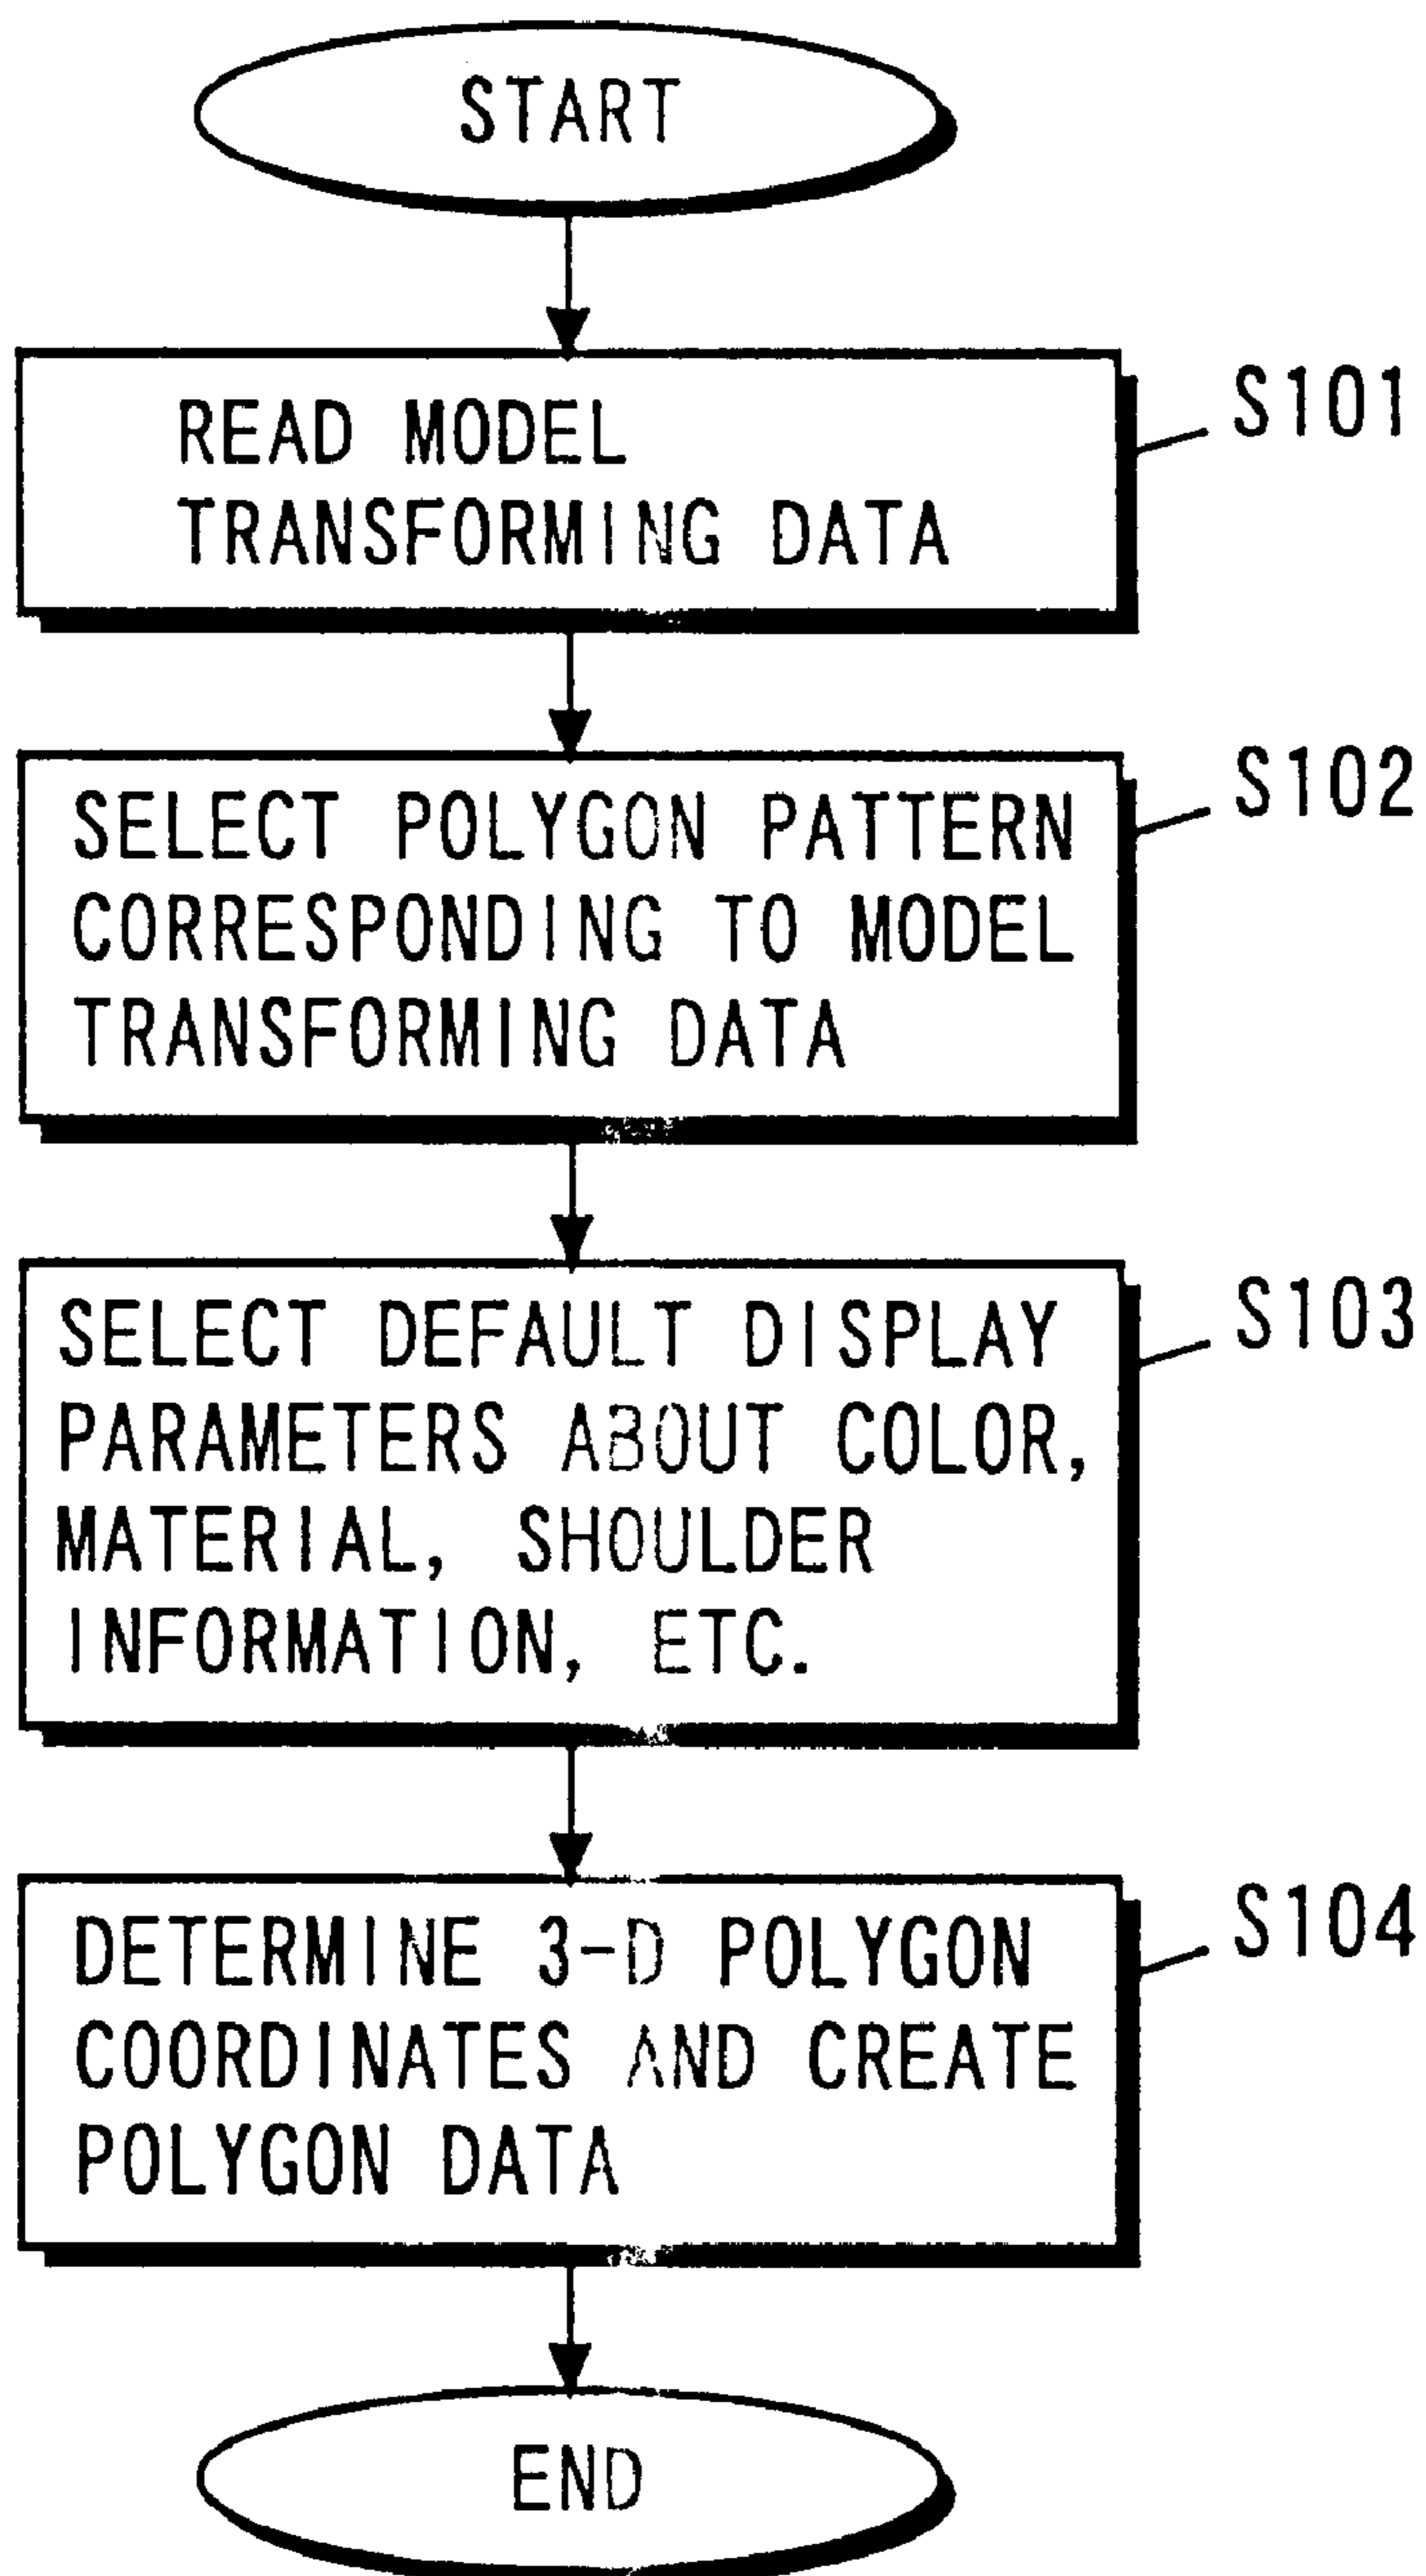 START
READ MODEL
TRANSFORMING DATA
S101
SELECT POLYGON PATTERN
CORRESPONDING TO MODEL
TRANSFORMING DATA
S102
SELECT DEFAULT DISPLAY
PARAMETERS ABOUT COLOR,
MATERIAL, SHOULDER
INFORMATION, ETC.
S103
DETERMINE 3-D POLYGON
COORDINATES AND CREATE
POLYGON DATA
S104
END